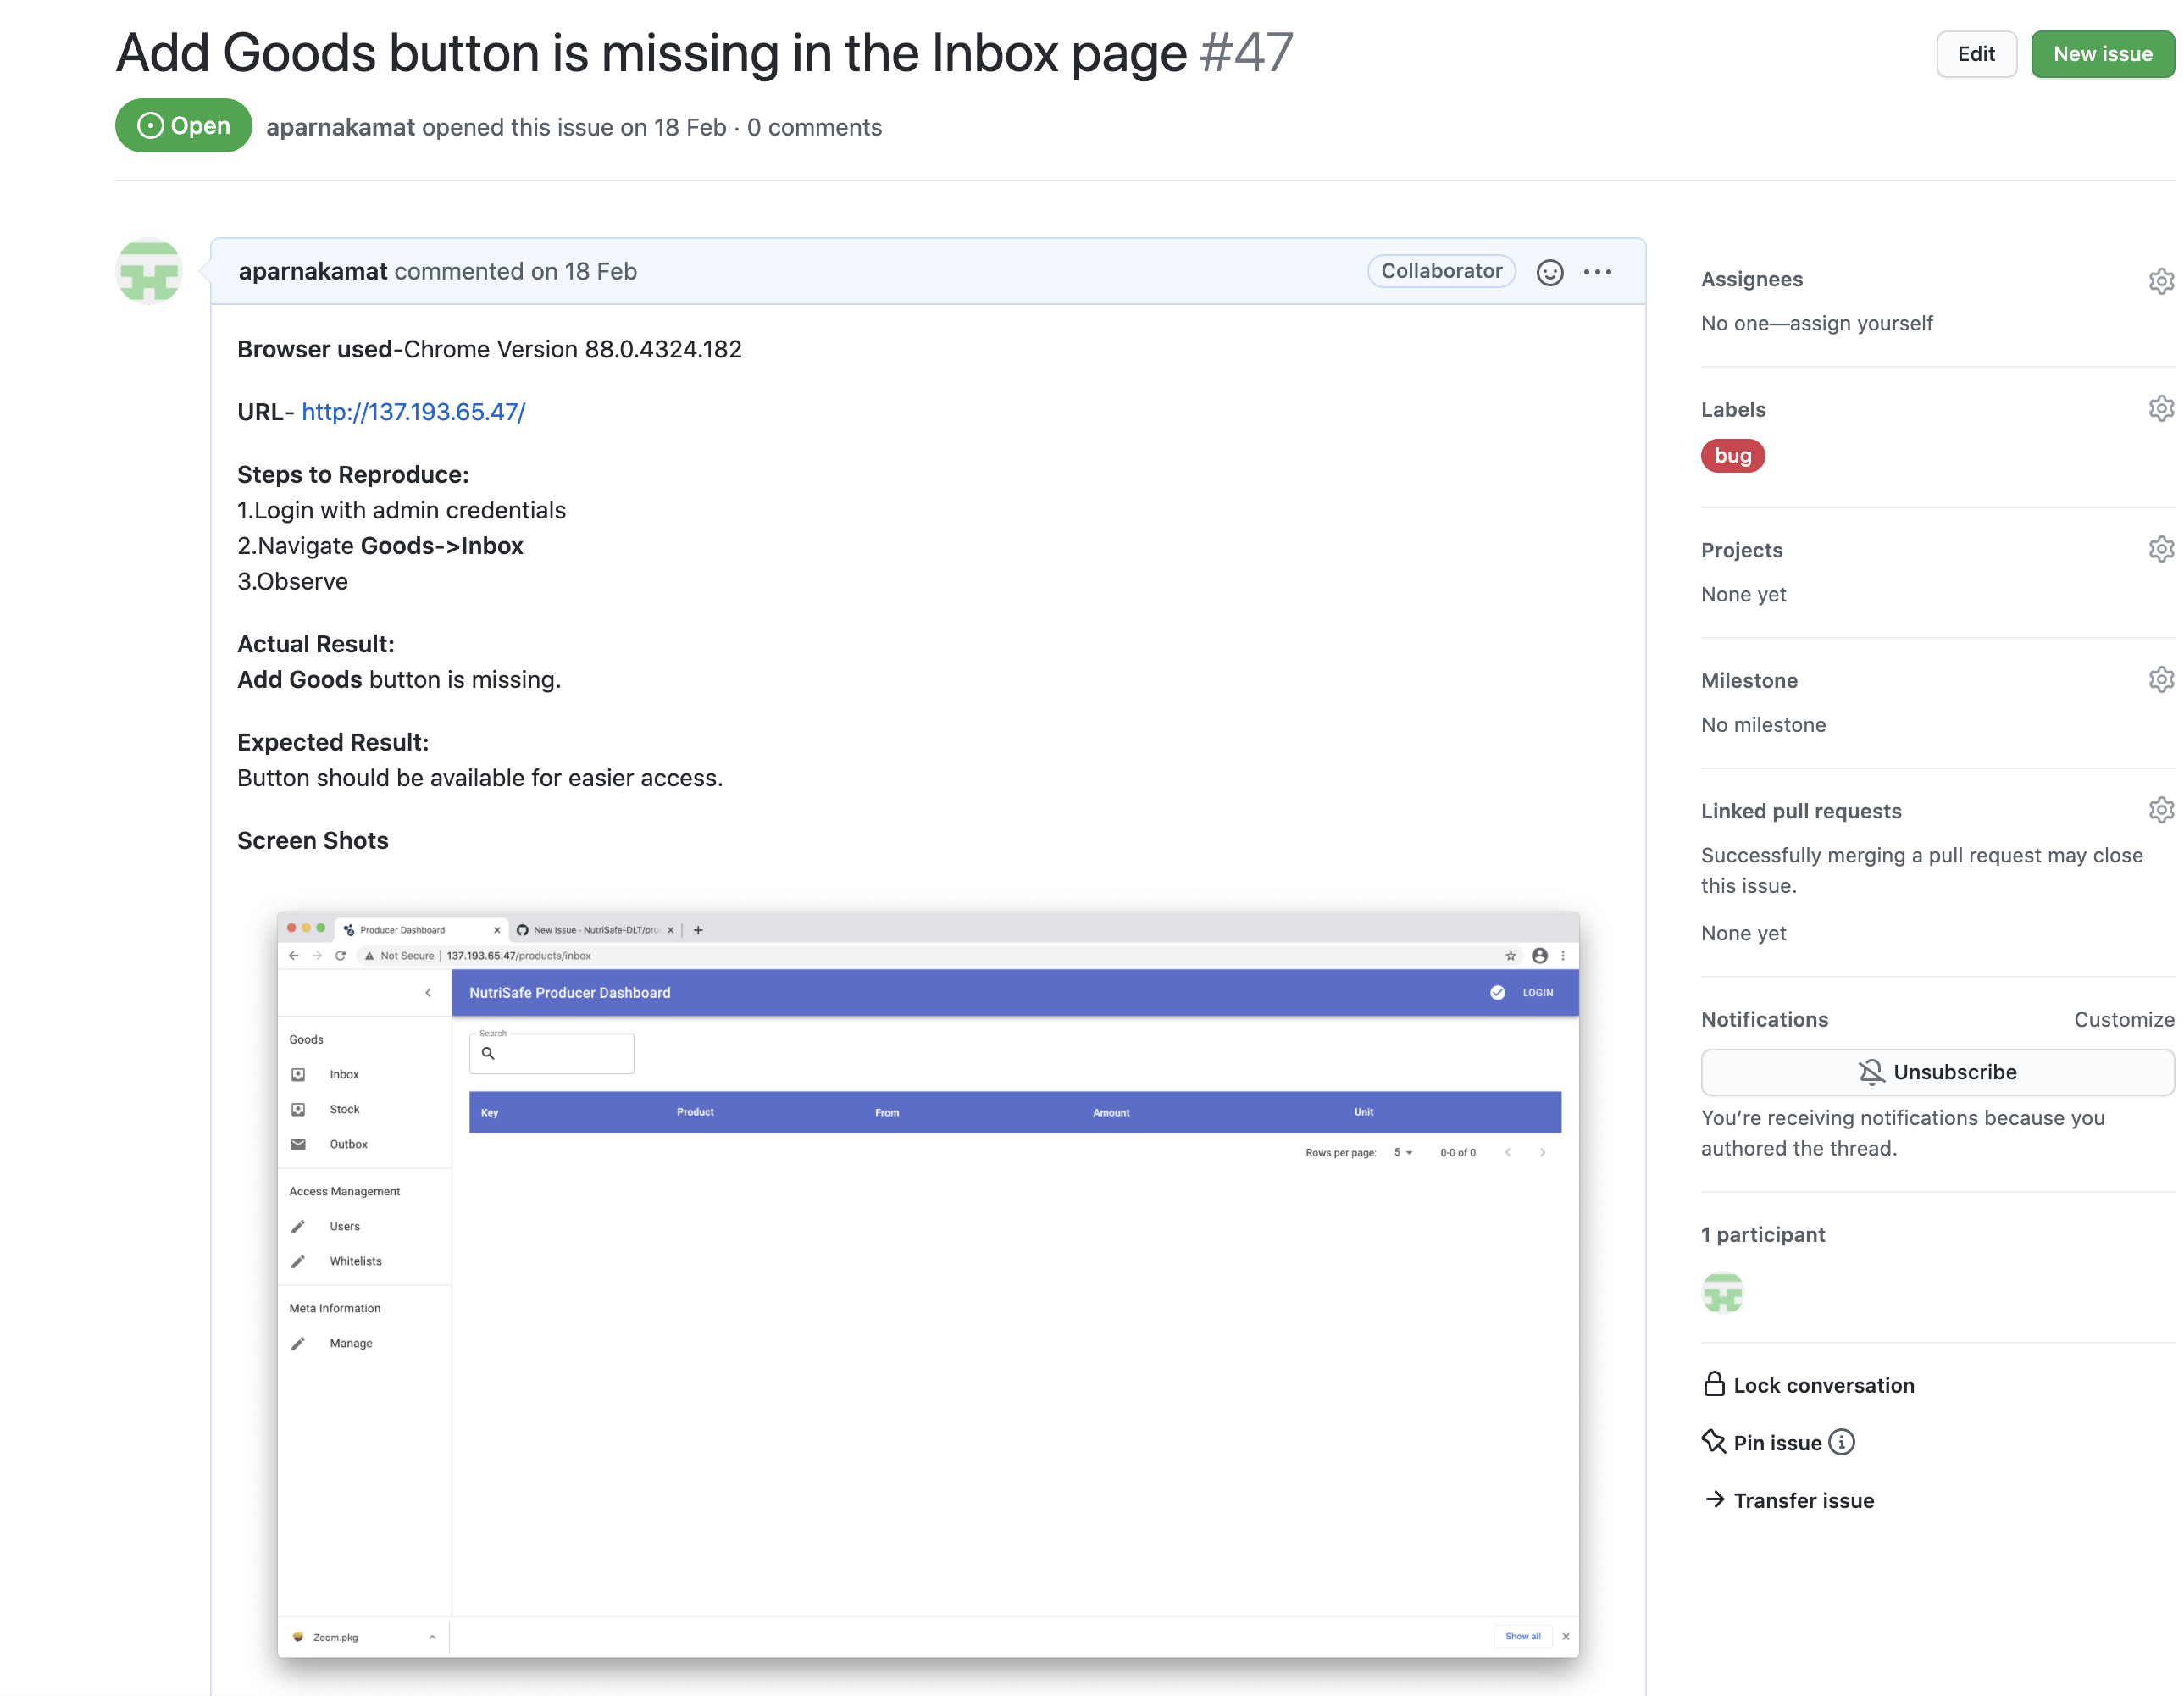 Add Goods button is missing in the Inbox page #47
Edit
New issue
Open
aparnakamat opened this issue on 18 Feb · 0 comments
aparnakamat commented on 18 Feb
Collaborator
Browser used-Chrome Version 88.0.4324.182
URL- http://137.193.65.47/
Steps to Reproduce:
1.Login with admin credentials
2.Navigate Goods->Inbox
3.Observe
Actual Result:
Add Goods button is missing.
Expected Result:
Button should be available for easier access.
Screen Shots
Producer Dashboard
New Issue · NutriSafe-DLT/pro
Not Secure | 137.193.65.47/products/inbox
NutriSafe Producer Dashboard
LOGIN
Goods
Inbox
Stock
Outbox
Access Management
Users
Whitelists
Meta Information
Manage
Search
Key Product From Amount Unit
Rows per page: 5 0-0 of 0
Zoom.pkg
Show all
Assignees
No one—assign yourself
Labels
bug
Projects
None yet
Milestone
No milestone
Linked pull requests
Successfully merging a pull request may close
this issue.
None yet
Notifications
Customize
Unsubscribe
You’re receiving notifications because you
authored the thread.
1 participant
Lock conversation
Pin issue
Transfer issue